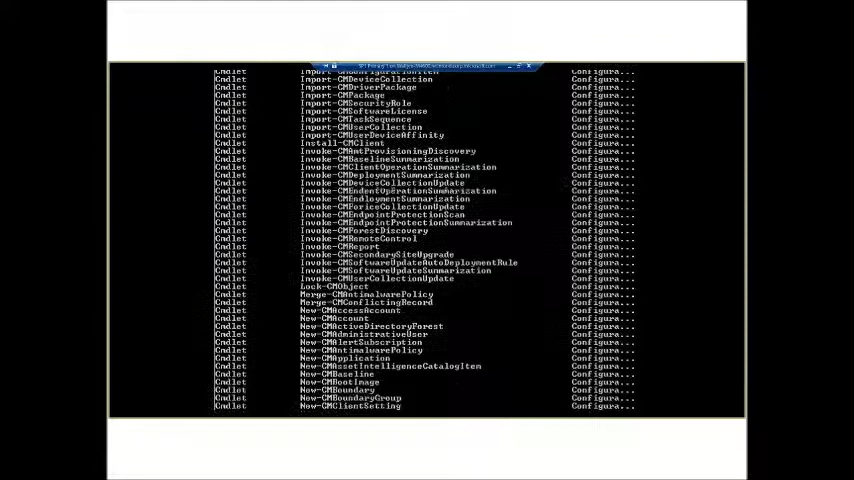 Cmdlet Import-CMConfigurationItem Configura...
Cmdlet Import-CMDeviceCollection Configura...
Cmdlet Import-CMDriverPackage Configura...
Cmdlet Import-CMPackage Configura...
Cmdlet Import-CMSecurityRole Configura...
Cmdlet Import-CMSoftwareLicense Configura...
Cmdlet Import-CMTaskSequence Configura...
Cmdlet Import-CMUserCollection Configura...
Cmdlet Import-CMUserDeviceAffinity Configura...
Cmdlet Install-CMClient Configura...
Cmdlet Invoke-CMAmtProvisioningDiscovery Configura...
Cmdlet Invoke-CMBaselineSummarization Configura...
Cmdlet Invoke-CMClientOperationSummarization Configura...
Cmdlet Invoke-CMDeploymentSummarization Configura...
Cmdlet Invoke-CMDeviceCollectionUpdate Configura...
Cmdlet Configura...
Cmdlet Configura...
Cmdlet Configura...
Cmdlet Invoke-CMEndpointProtectionScan Configura...
Cmdlet Invoke-CMEndpointProtectionSummarization Configura...
Cmdlet Invoke-CMForestDiscovery Configura...
Cmdlet Invoke-CMRemoteControl Configura...
Cmdlet Invoke-CMReport Configura...
Cmdlet Invoke-CMSecondarySiteUpgrade Configura...
Cmdlet Invoke-CMSoftwareUpdateAutoDeploymentRule Configura...
Cmdlet Invoke-CMSoftwareUpdateSummarization Configura...
Cmdlet Invoke-CMUserCollectionUpdate Configura...
Cmdlet Lock-CMObject Configura...
Cmdlet Merge-CMAntimalwarePolicy Configura...
Cmdlet Merge-CMConflictingRecord Configura...
Cmdlet New-CMAccessAccount Configura...
Cmdlet New-CMAccount Configura...
Cmdlet New-CMActiveDirectoryForest Configura...
Cmdlet New-CMAdministrativeUser Configura...
Cmdlet New-CMAlertSubscription Configura...
Cmdlet New-CMAntimalwarePolicy Configura...
Cmdlet New-CMApplication Configura...
Cmdlet New-CMAssetIntelligenceCatalogItem Configura...
Cmdlet New-CMBaseline Configura...
Cmdlet New-CMBootImage Configura...
Cmdlet New-CMBoundary Configura...
Cmdlet New-CMBoundaryGroup Configura...
Cmdlet New-CMClientSetting Configura...